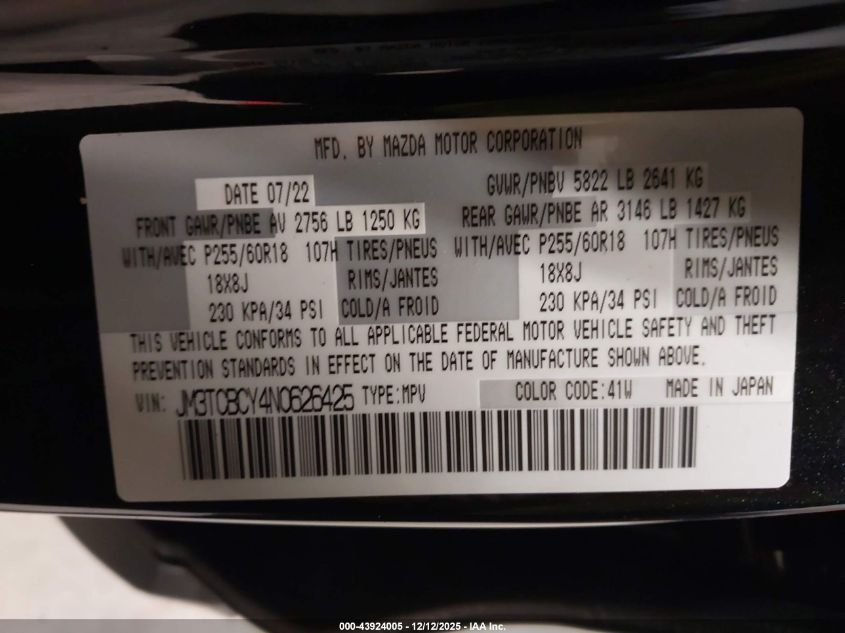 MFD. BY MAZDA MOTOR CORPORATION
DATE 07/22 GVWR/PNBV 5822 LB 2641 KG
FRONT GAWR/PNBE AV 2756 LB 1250 KG REAR GAWR/PNBE AR 3146 LB 1427 KG
WITH/AVEC P255/60R18 107H TIRES/PNEUS WITH/AVEC P255/60R18 107H TIRES/PNEUS
18X8J RIMS/JANTES 18X8J RIMS/JANTES
230 KPA/34 PSI COLD/A FROID 230 KPA/34 PSI COLD/A FROID
THIS VEHICLE CONFORMS TO ALL APPLICABLE FEDERAL MOTOR VEHICLE SAFETY AND THEFT
PREVENTION STANDARDS IN EFFECT ON THE DATE OF MANUFACTURE SHOWN ABOVE.
VIN: JM3TCBCY4N0626425 TYPE:MPV COLOR CODE:41W MADE IN JAPAN
000-43924005 - 12/12/2025 - IAA Inc.